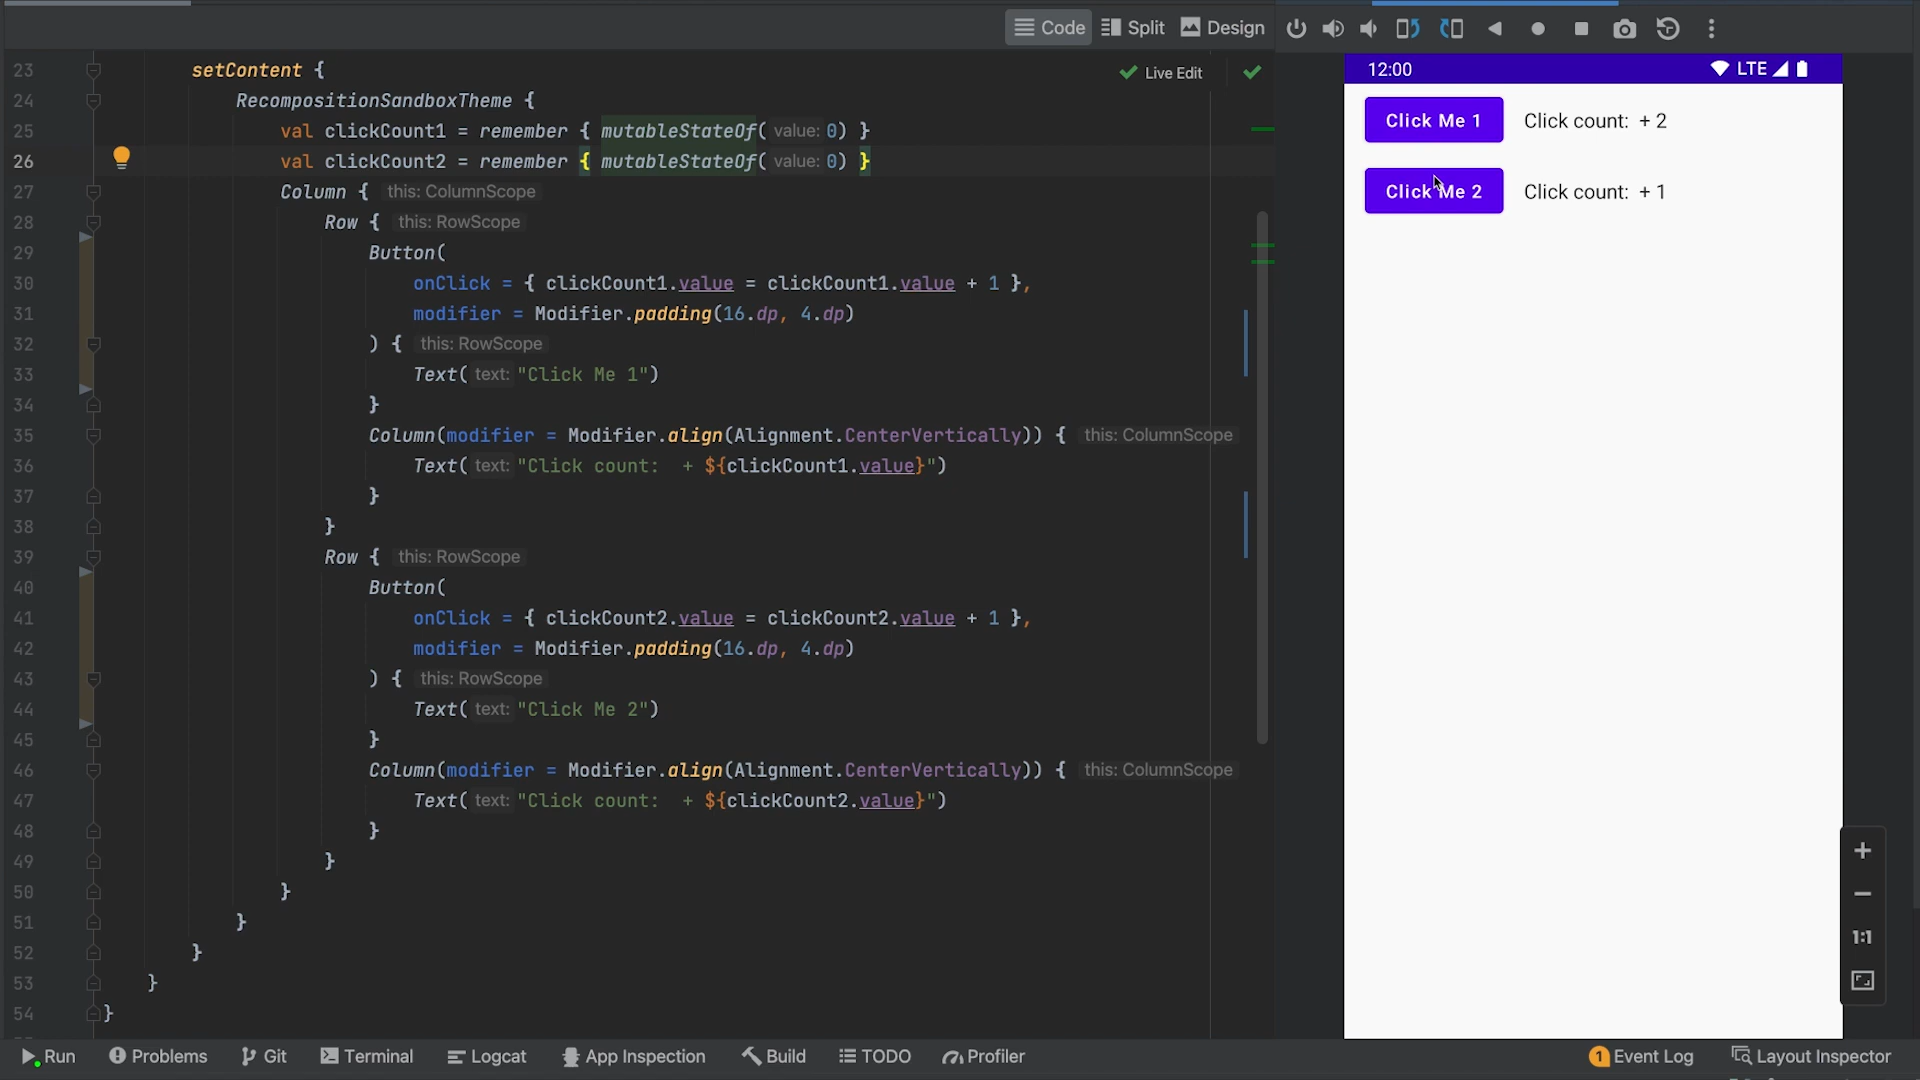 Code Split Design
Live Edit
23 setContent {
24 RecompositionSandboxTheme {
25 val clickCount1 = remember { mutableStateOf( value: 0) }
26 val clickCount2 = remember { mutableStateOf( value: 0) }
27 Column { this: ColumnScope
28 Row { this: RowScope
29 Button(
30 onClick = { clickCount1.value = clickCount1.value + 1 },
31 modifier = Modifier.padding(16.dp, 4.dp)
32 ) { this: RowScope
33 Text( text: "Click Me 1")
34 }
35 Column(modifier = Modifier.align(Alignment.CenterVertically)) { this: ColumnScope
36 Text( text: "Click count:  + ${clickCount1.value}")
37 }
38 }
39 Row { this: RowScope
40 Button(
41 onClick = { clickCount2.value = clickCount2.value + 1 },
42 modifier = Modifier.padding(16.dp, 4.dp)
43 ) { this: RowScope
44 Text( text: "Click Me 2")
45 }
46 Column(modifier = Modifier.align(Alignment.CenterVertically)) { this: ColumnScope
47 Text( text: "Click count:  + ${clickCount2.value}")
48 }
49 }
50 }
51 }
52 }
53 }
54 }
12:00 LTE
Click Me 1 Click count:  + 2
Click Me 2 Click count:  + 1
1:1
Run Problems Git Terminal Logcat App Inspection Build TODO Profiler 1 Event Log Layout Inspector